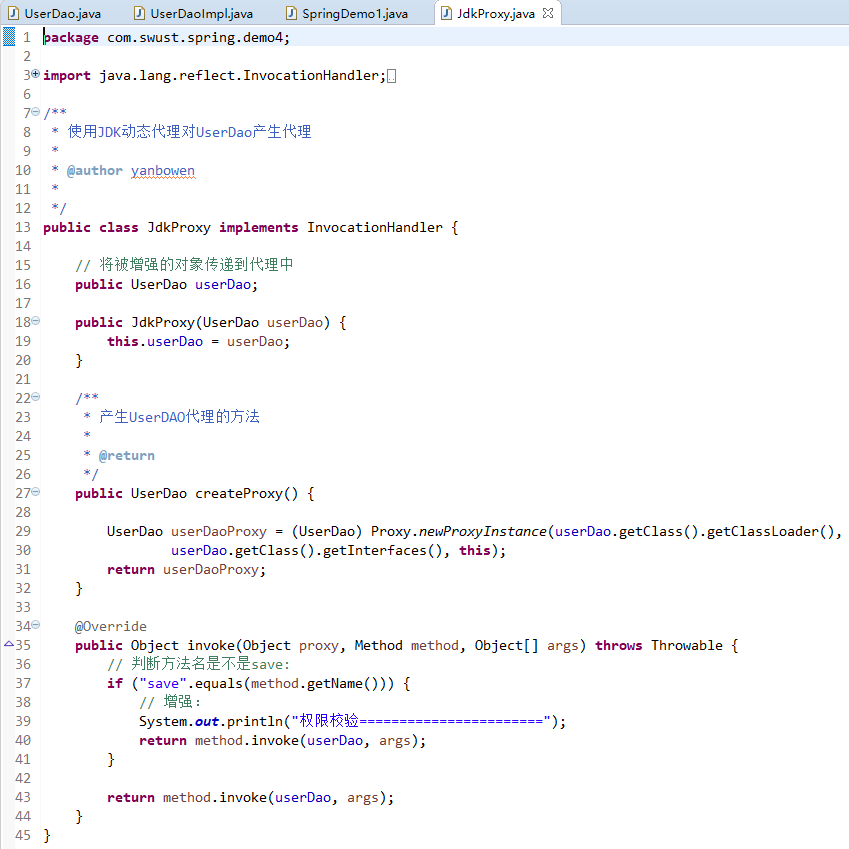 UserDao.java UserDaoImpl.java SpringDemo1.java JdkProxy.java
1 package com.swust.spring.demo4;
2
3 import java.lang.reflect.InvocationHandler;
6
7 /**
8 * 使用JDK动态代理对UserDao产生代理
9 *
10 * @author yanbowen
11 *
12 */
13 public class JdkProxy implements InvocationHandler {
14
15 // 将被增强的对象传递到代理中
16 public UserDao userDao;
17
18 public JdkProxy(UserDao userDao) {
19 this.userDao = userDao;
20 }
21
22 /**
23 * 产生UserDAO代理的方法
24 *
25 * @return
26 */
27 public UserDao createProxy() {
28
29 UserDao userDaoProxy = (UserDao) Proxy.newProxyInstance(userDao.getClass().getClassLoader(),
30 userDao.getClass().getInterfaces(), this);
31 return userDaoProxy;
32 }
33
34 @Override
35 public Object invoke(Object proxy, Method method, Object[] args) throws Throwable {
36 // 判断方法名是不是save:
37 if ("save".equals(method.getName())) {
38 // 增强:
39 System.out.println("权限校验=======================");
40 return method.invoke(userDao, args);
41 }
42
43 return method.invoke(userDao, args);
44 }
45 }